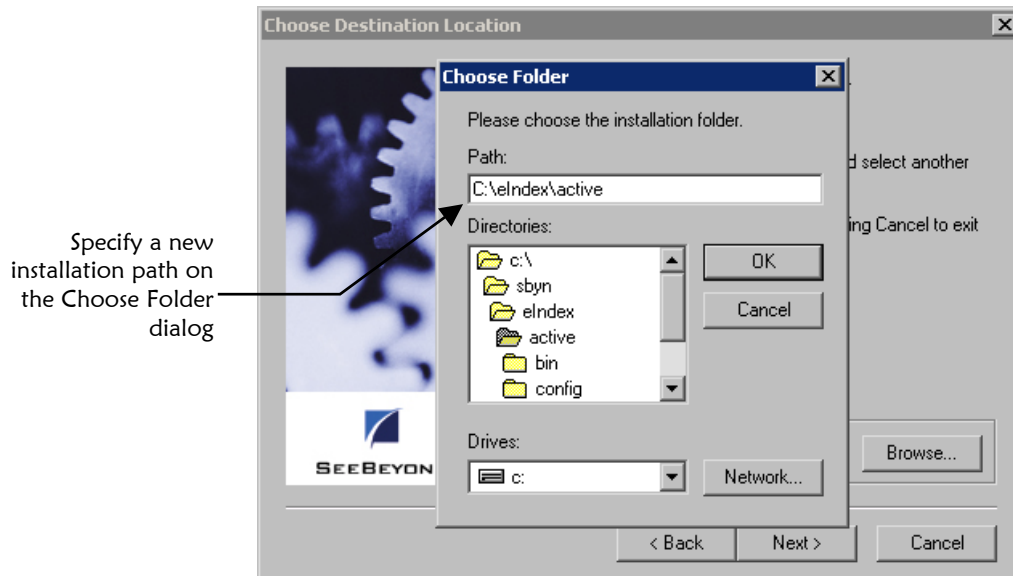 Choose Destination Location
Choose Folder
.
Please choose the installation folder.
Path:
d select another
C:\eIndex\active
Directories:
ing Cancel to exit
Specify a new
installation path on
the Choose Folder
dialog
c:\
OK
sbyn
eIndex
Cancel
active
bin
config
Drives:
Browse...
SEEBEYON
c:
Network...
< Back
Next >
Cancel